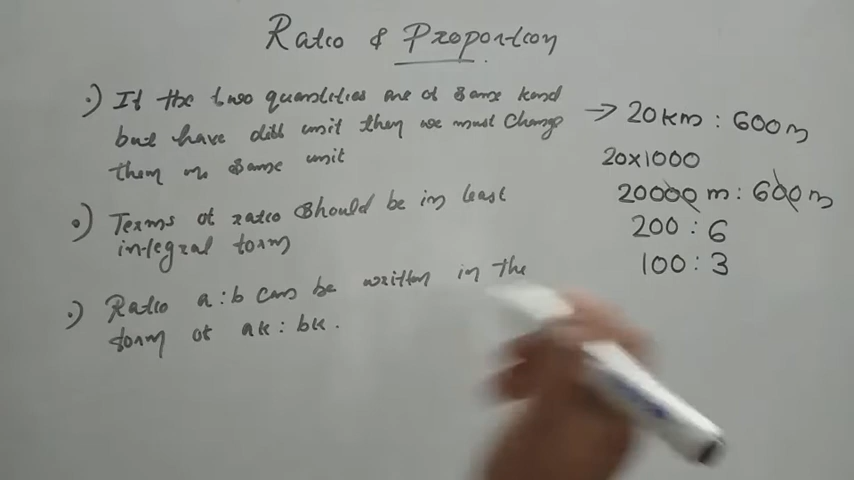 Ratio & Proportion
•) If the two quantities are of same kind
but have diff unit then we must change
them in same unit
•) Terms of ratio should be in least
integral form
•) Ratio a:b can be written in the
form of ak : bk.
→ 20km : 600m
20x1000
20000 m : 600 m
200 : 6
100 : 3